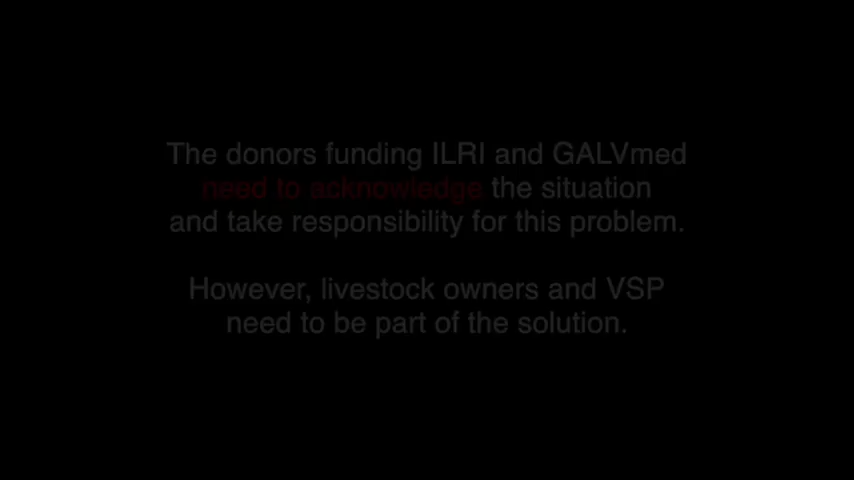 The donors funding ILRI and GALVmed
need to acknowledge the situation
and take responsibility for this problem.
However, livestock owners and VSP
need to be part of the solution.